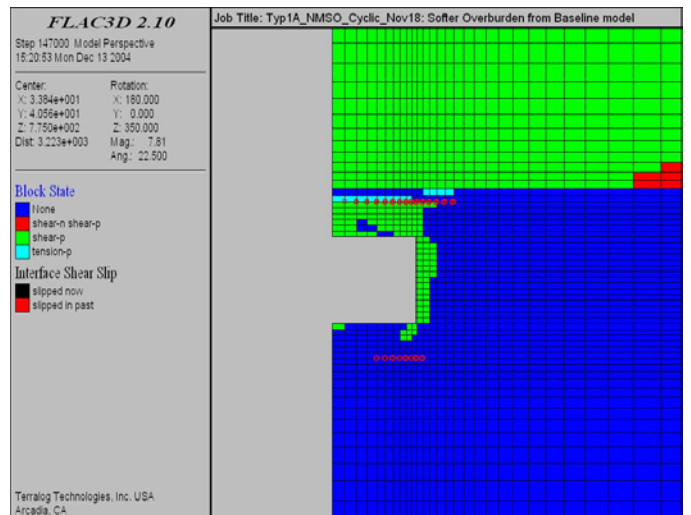 FLAC3D 2.10
Job Title: Typ1A_NMSO_Cyclic_Nov18: Softer Overburden from Baseline model
Step 147000 Model Perspective
15:20:53 Mon Dec 13 2004
Center: Rotation:
X: 3.384e+001 X: 180.000
Y: 4.056e+001 Y: 0.000
Z: 7.750e+002 Z: 350.000
Dist: 3.223e+003 Mag.: 7.81
Ang.: 22.500
Block State
None
shear-n shear-p
shear-p
tension-p
Interface Shear Slip
slipped now
slipped in past
Terralog Technologies, Inc. USA
Arcadia, CA